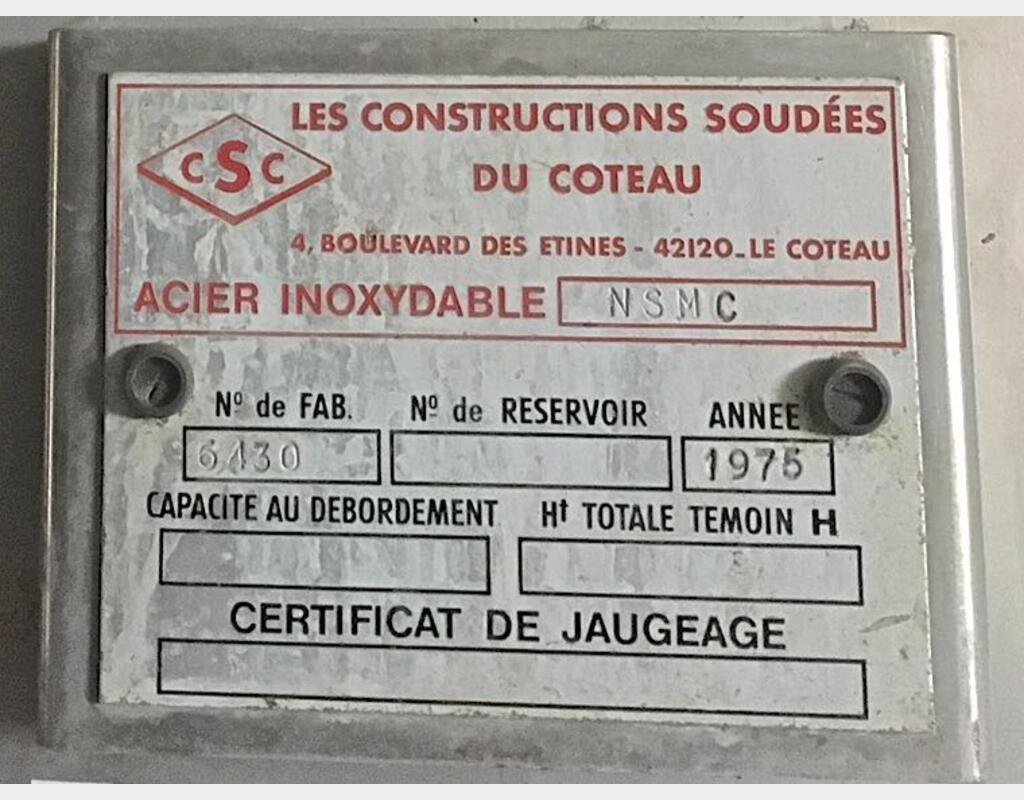 CSC
LES CONSTRUCTIONS SOUDÉES
DU COTEAU
4, BOULEVARD DES ETINES - 42120 - LE COTEAU
ACIER INOXYDABLE NSMC
Nº de FAB. Nº de RESERVOIR ANNEE
6430 1975
CAPACITE AU DEBORDEMENT Ht TOTALE TEMOIN H
CERTIFICAT DE JAUGEAGE